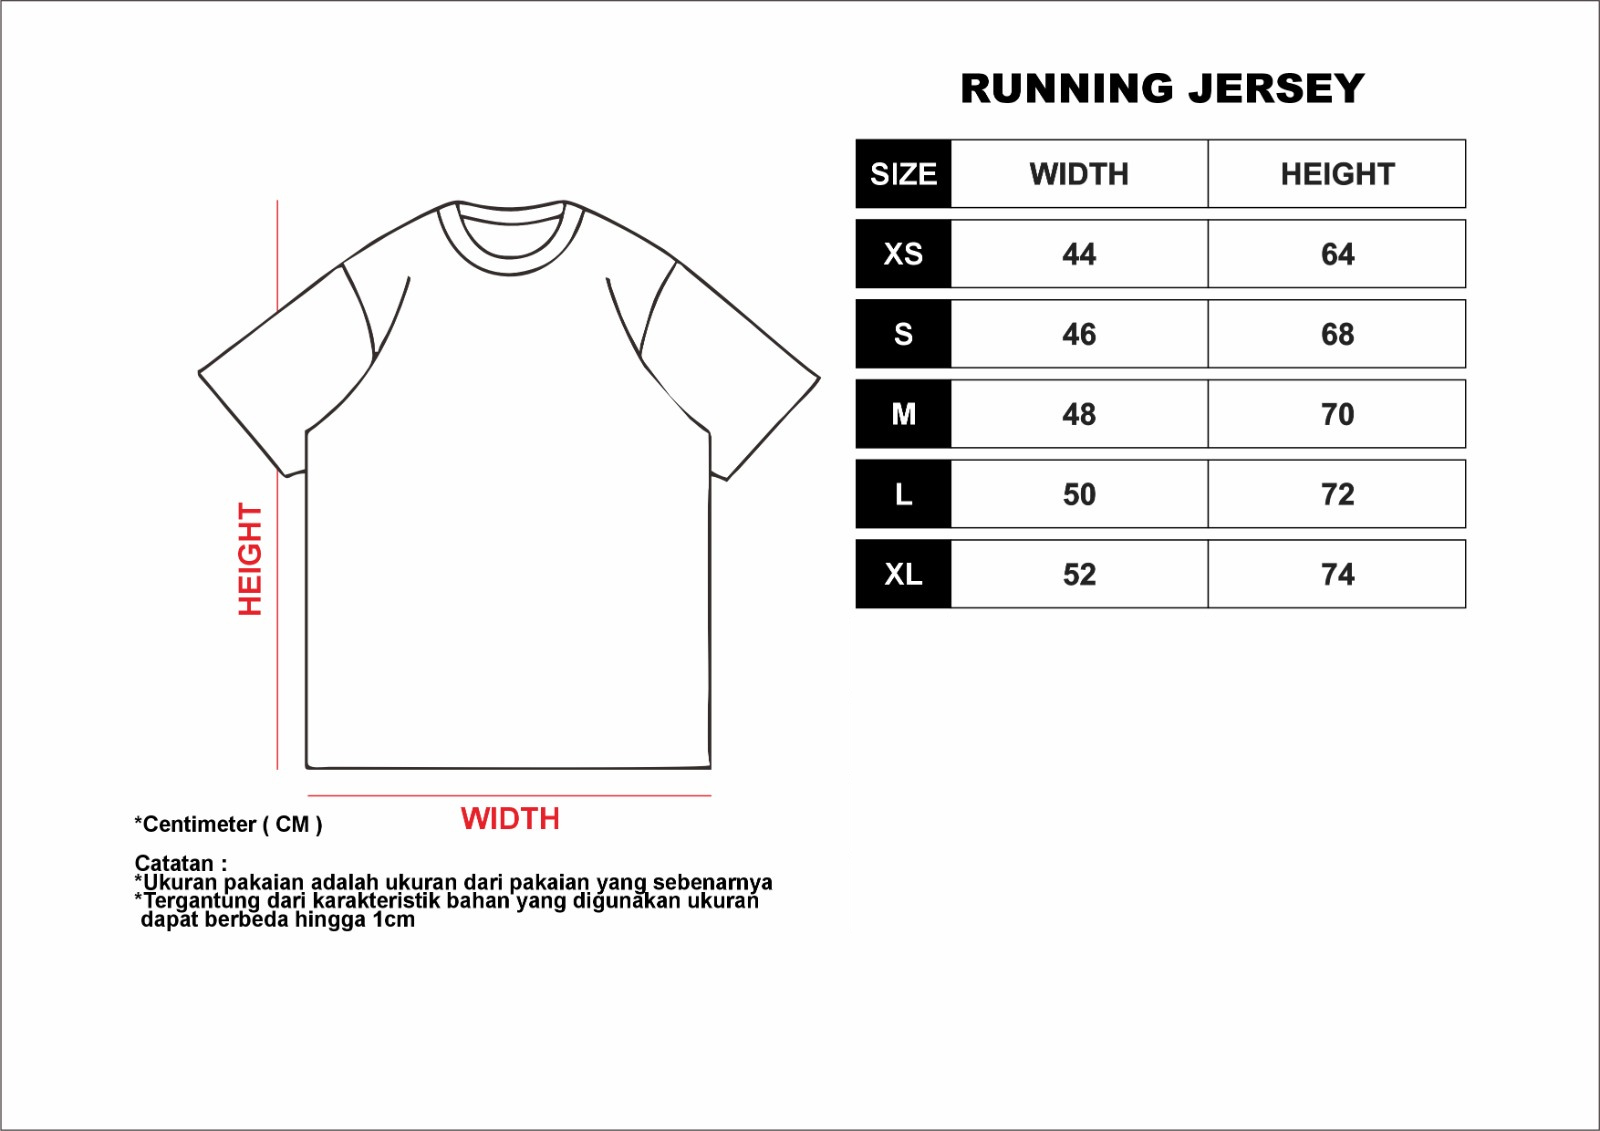 RUNNING JERSEY
SIZE WIDTH HEIGHT
XS 44 64
S 46 68
M 48 70
L 50 72
XL 52 74
HEIGHT
WIDTH
*Centimeter ( CM )
Catatan :
*Ukuran pakaian adalah ukuran dari pakaian yang sebenarnya
*Tergantung dari karakteristik bahan yang digunakan ukuran
dapat berbeda hingga 1cm